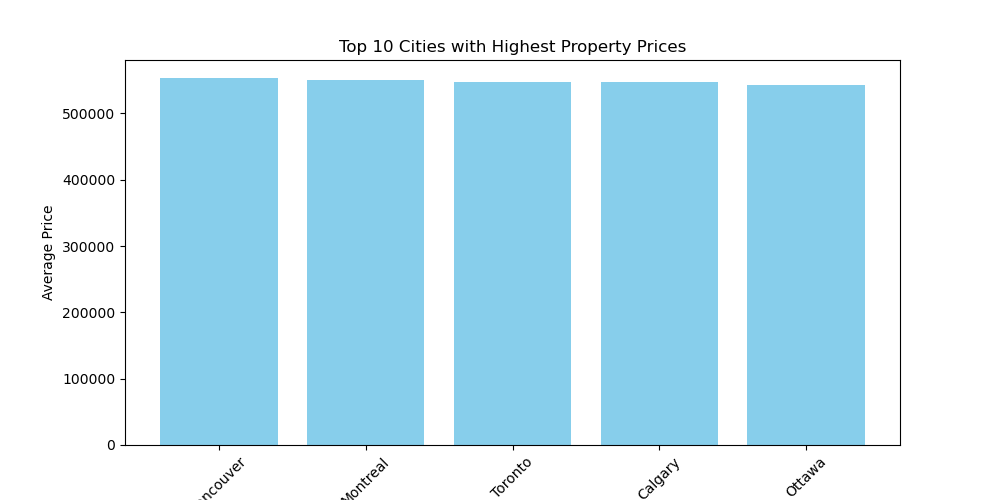 Top 10 Cities with Highest Property Prices
Average Price
500000
400000
300000
200000
100000
0
ncouver
Montreal
Toronto
Calgary
Ottawa